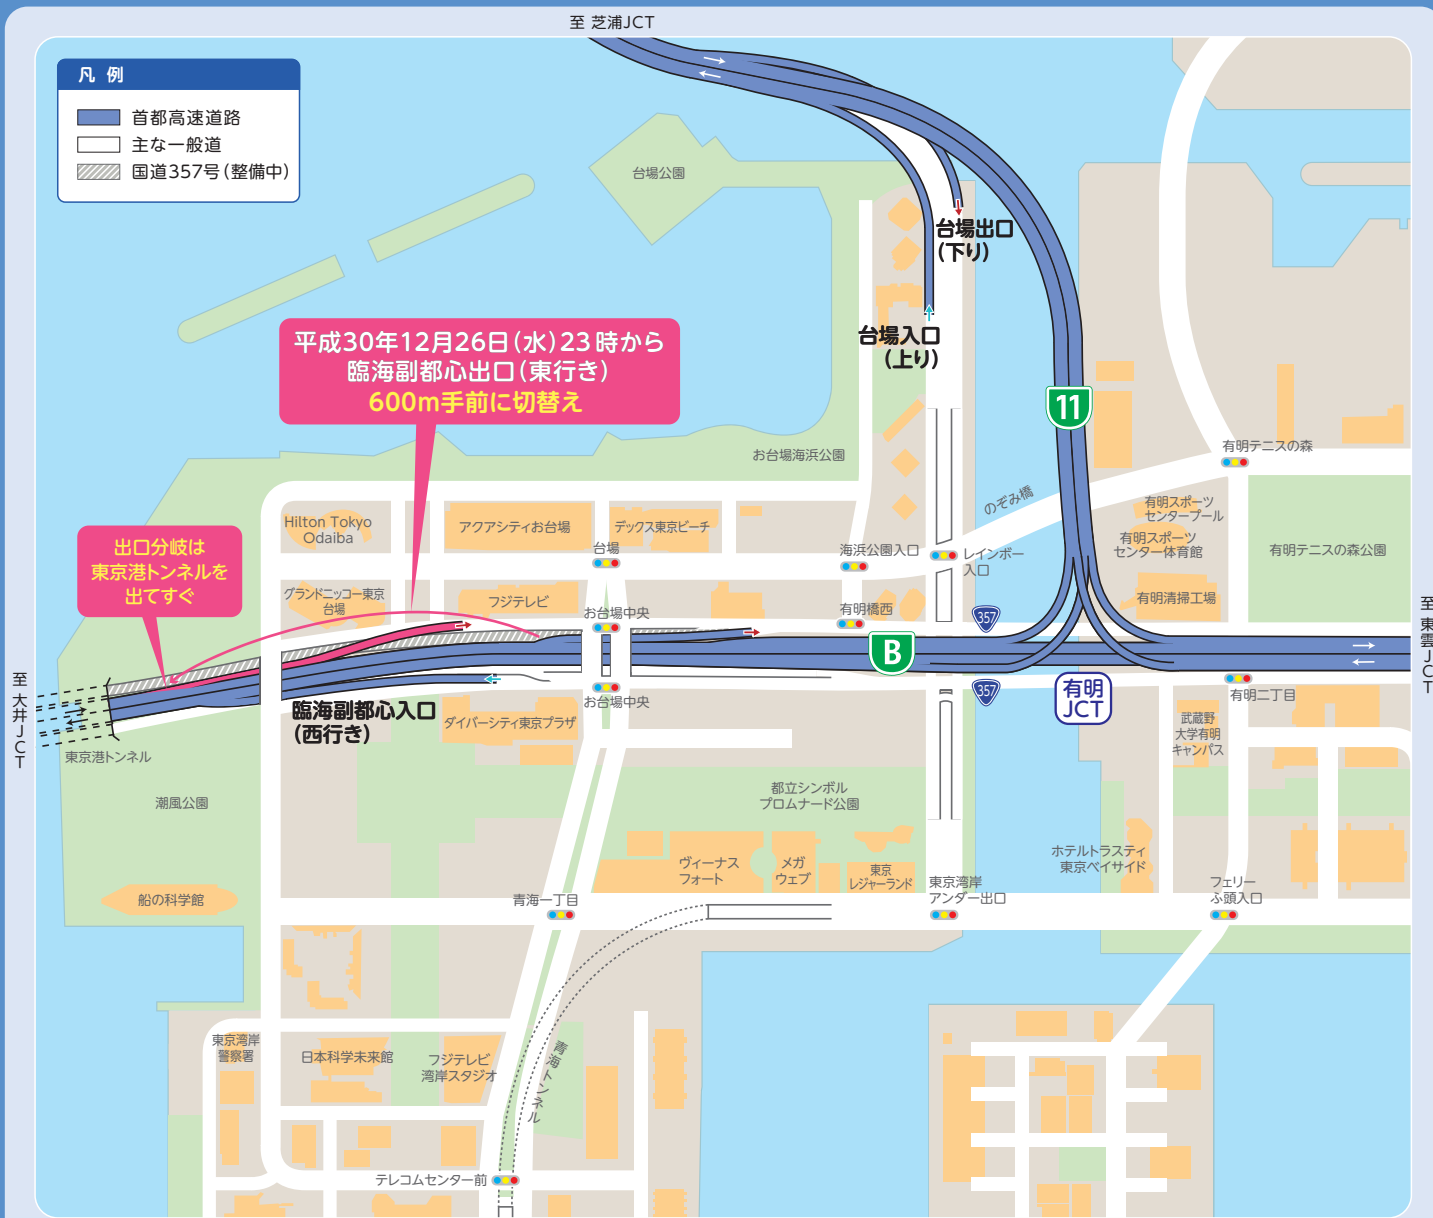 至 芝浦JCT
凡 例
首都高速道路
主な一般道
国道357号(整備中)
台場公園
台場出口
(下り)
台場入口
(上り)
平成30年12月26日(水)23時から
臨海副都心出口(東行き)
600m手前に切替え
11
お台場海浜公園
有明テニスの森
のぞみ橋
有明スポーツ
センタープール
有明スポーツ
センター体育館
有明テニスの森公園
Hilton Tokyo
Odaiba
アクアシティお台場
デックス東京ビーチ
台場
海浜公園入口
レインボー
入口
出口分岐は
東京港トンネルを
出てすぐ
グランドニッコー東京
台場
フジテレビ
お台場中央
有明橋西
有明清掃工場
357
B
至 東雲JCT
至 大井JCT
357
有明
JCT
有明二丁目
臨海副都心入口
(西行き)
お台場中央
ダイバーシティ東京プラザ
武蔵野
大学有明
キャンパス
東京港トンネル
潮風公園
都立シンボル
プロムナード公園
ヴィーナス
フォート
メガ
ウェブ
東京
レジャーランド
ホテルトラスティ
東京ベイサイド
船の科学館
青海一丁目
東京湾岸
アンダー出口
フェリー
ふ頭入口
東京湾岸
警察署
日本科学未来館
フジテレビ
湾岸スタジオ
青海トンネル
テレコムセンター前